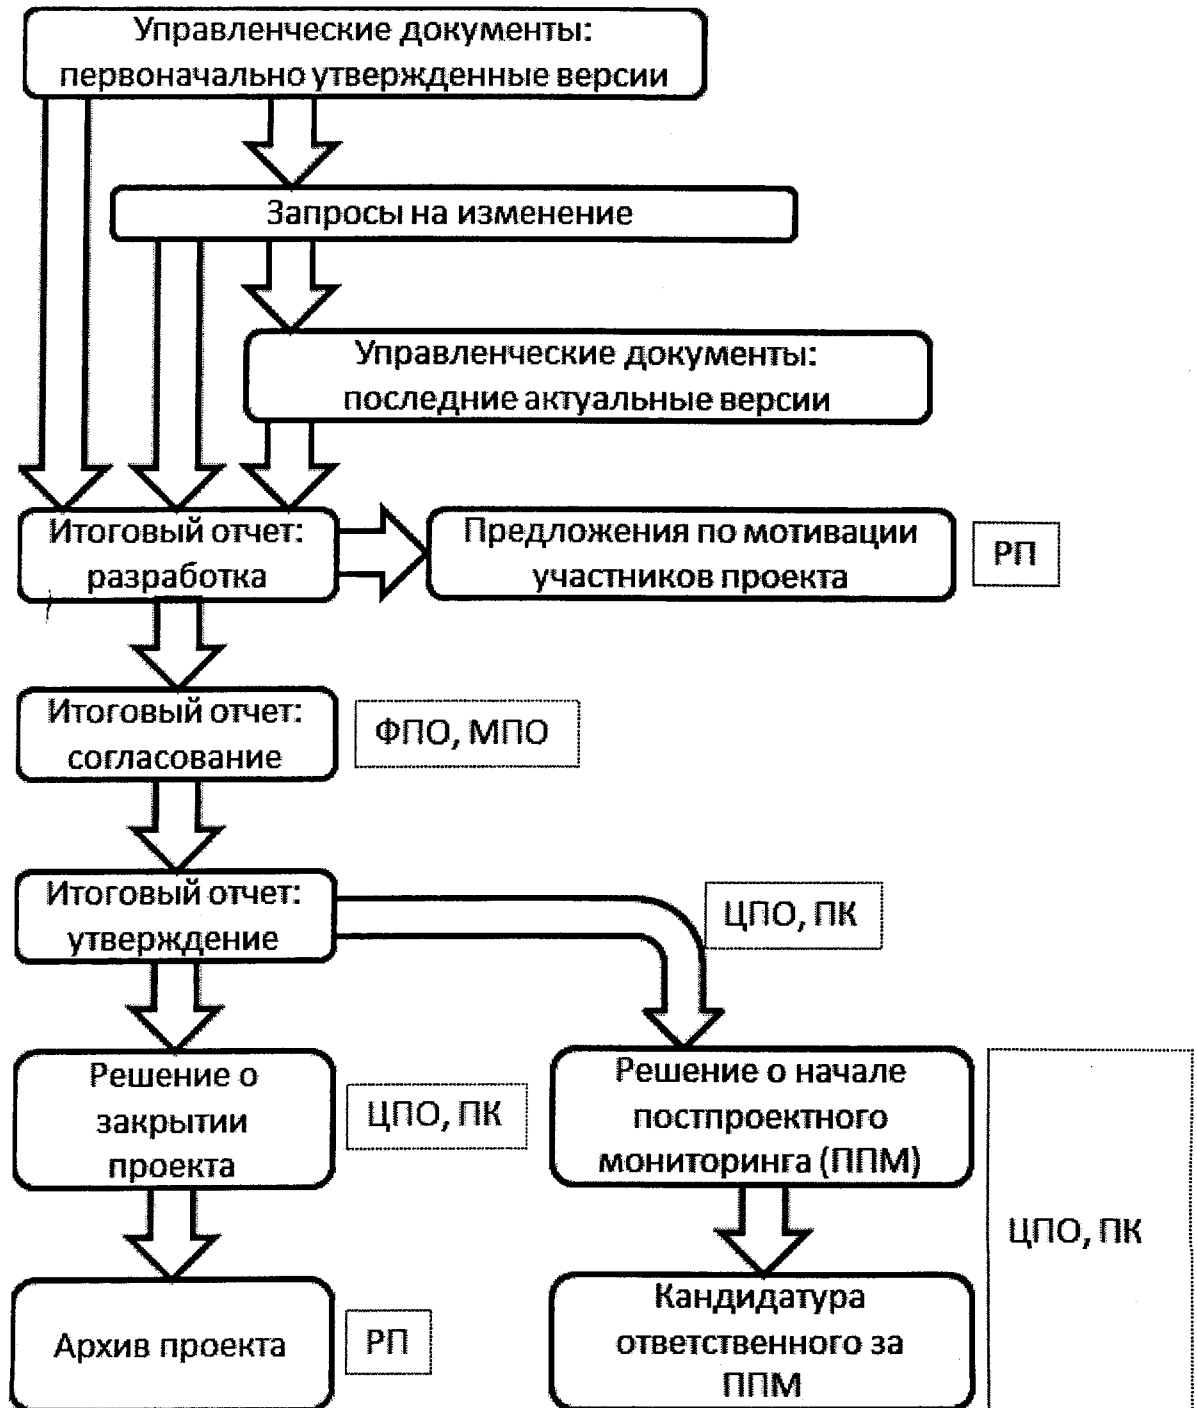 Управленческие документы:
первоначально утвержденные версии
Запросы на изменение
Управленческие документы:
последние актуальные версии
Итоговый отчет:
разработка
Предложения по мотивации
участников проекта
РП
Итоговый отчет:
согласование
ФПО, МПО
Итоговый отчет:
утверждение
ЦПО, ПК
Решение о
закрытии
проекта
ЦПО, ПК
Решение о начале
постпроектного
мониторинга (ППМ)
ЦПО, ПК
Архив проекта
РП
Кандидатура
ответственного за
ППМ